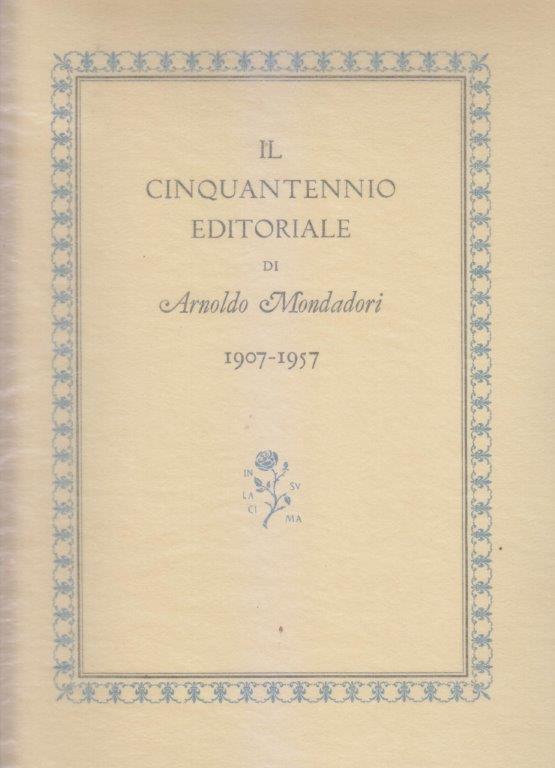 IL
CINQUANTENNIO
EDITORIALE
DI
Arnoldo Mondadori
1907-1957
IN SV
LA
CI MA